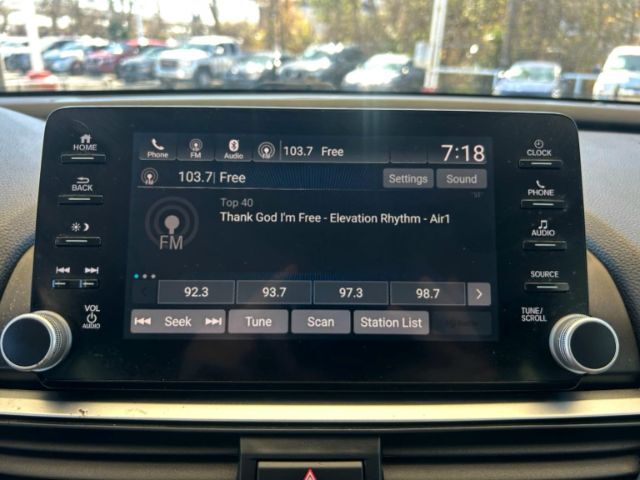 HOME
Phone FM Audio 103.7 Free 7:18
CLOCK
BACK
103.7 Free Settings Sound
PHONE
Top 40
Thank God I'm Free - Elevation Rhythm - Air1
FM
AUDIO
SOURCE
92.3 93.7 97.3 98.7
VOL
AUDIO
Seek Tune Scan Station List
TUNE/
SCROLL